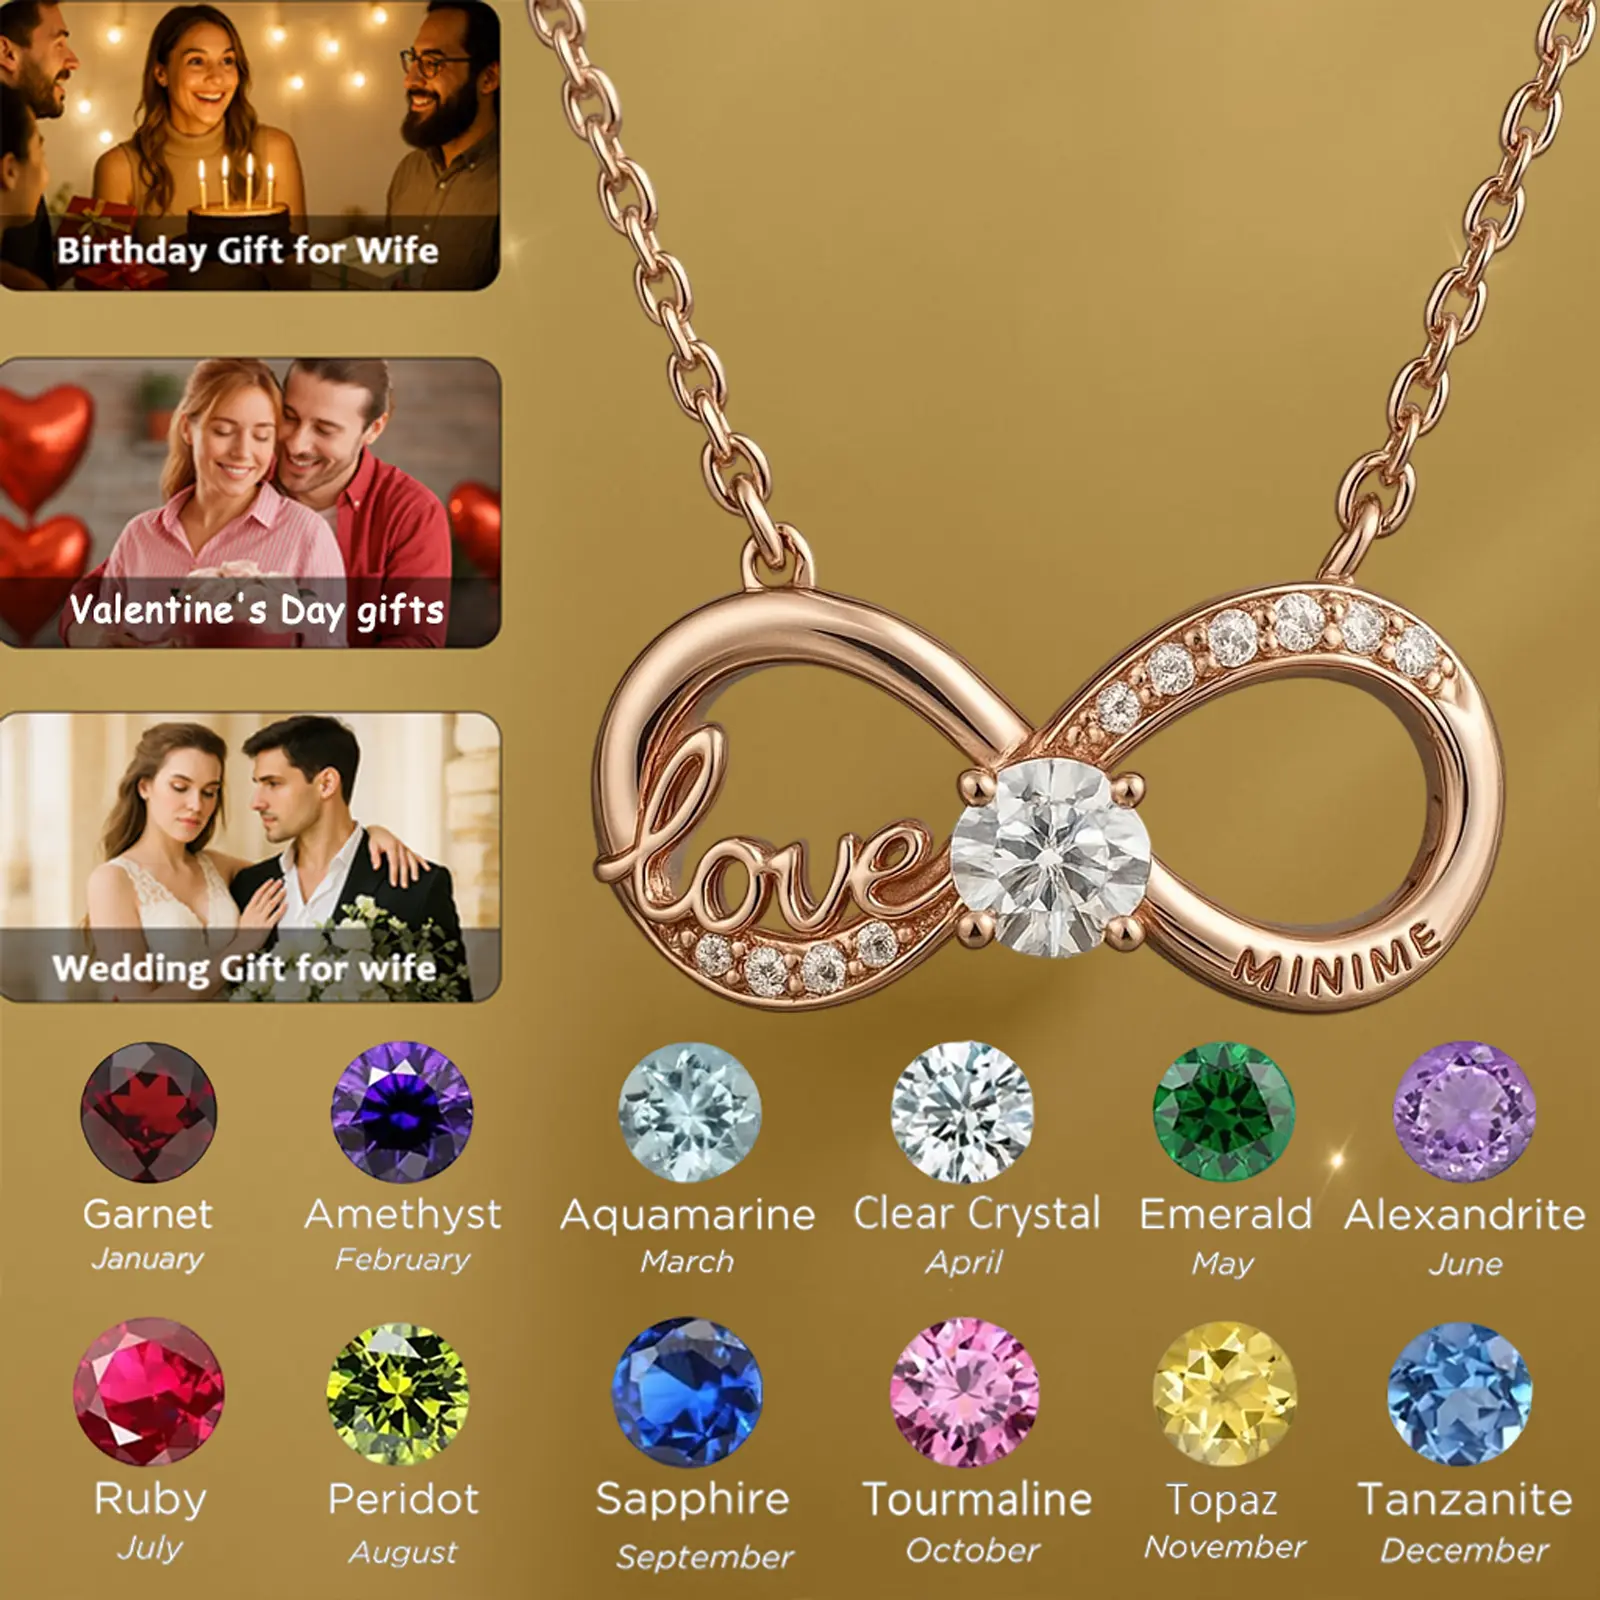 Birthday Gift for Wife
Valentine's Day gifts
Wedding Gift for wife
love
MINIME
Garnet
January
Amethyst
February
Aquamarine
March
Clear Crystal
April
Emerald
May
Alexandrite
June
Ruby
July
Peridot
August
Sapphire
September
Tourmaline
October
Topaz
November
Tanzanite
December